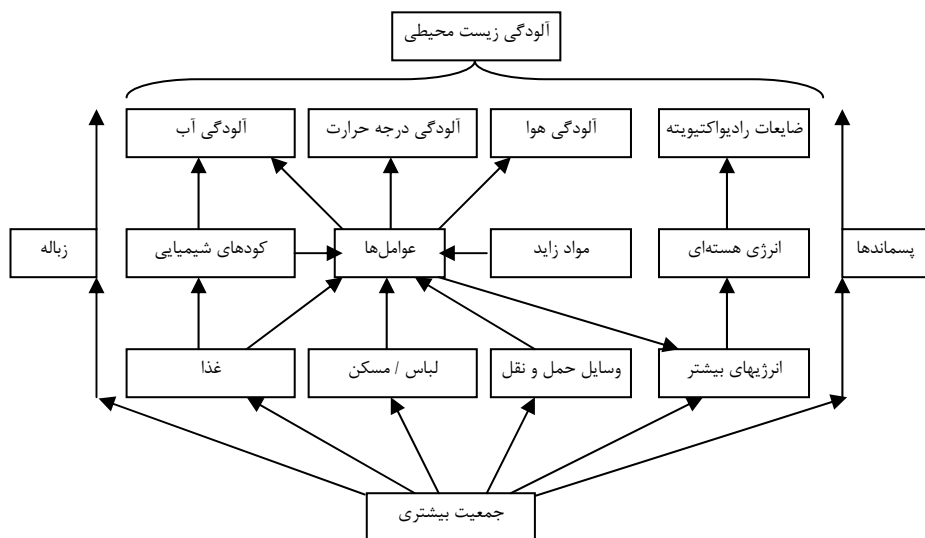 آلودگی زیست محیطی
ضایعات رادیواکتیویته
آلودگی هوا
آلودگی درجه حرارت
آلودگی آب
پسماندها
انرژی هسته‌ای
مواد زاید
عوامل‌ها
کودهای شیمیایی
زباله
انرژیهای بیشتر
وسایل حمل و نقل
لباس / مسکن
غذا
جمعیت بیشتری